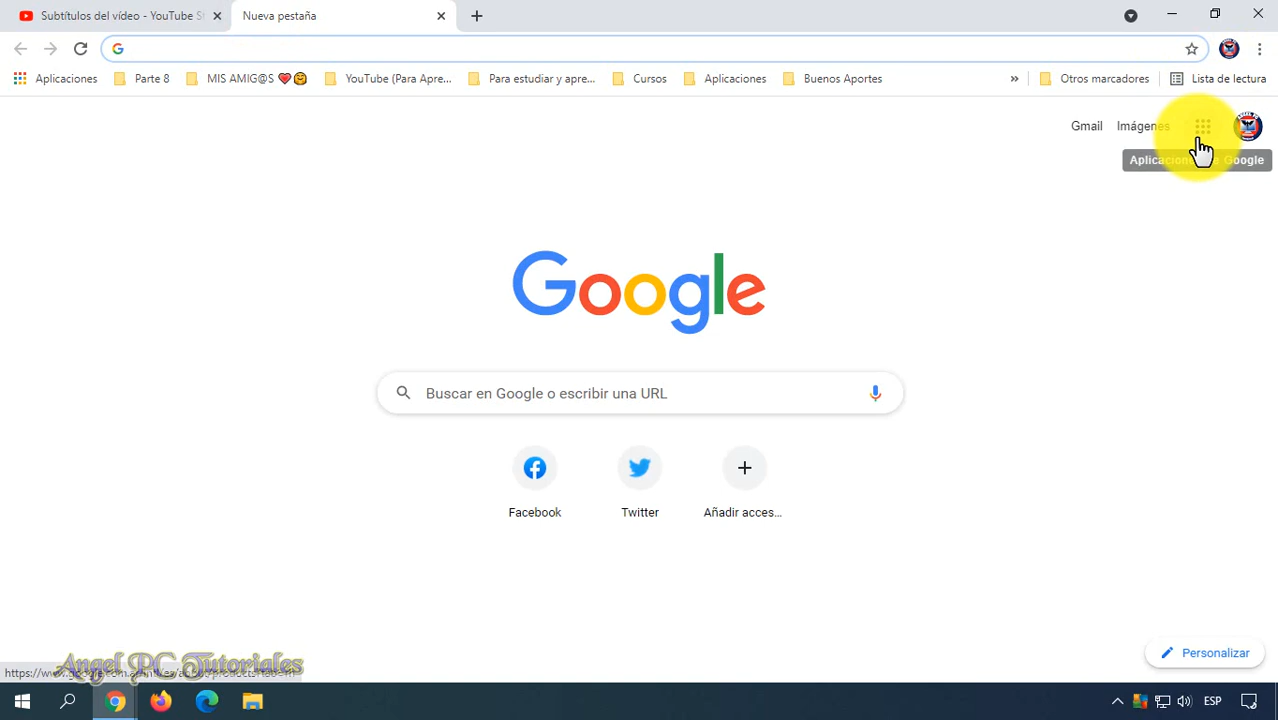 Subtítulos del vídeo - YouTube St
Nueva pestaña
Aplicaciones
Parte 8
MIS AMIG@S ❤️🤗
YouTube (Para Apre...
Para estudiar y apre...
Cursos
Aplicaciones
Buenos Aportes
»
Otros marcadores
Lista de lectura
Gmail
Imágenes
Aplicaciones de Google
Google
Buscar en Google o escribir una URL
Facebook
Twitter
Añadir acces...
Personalizar
Angel PC Tutoriales
ESP